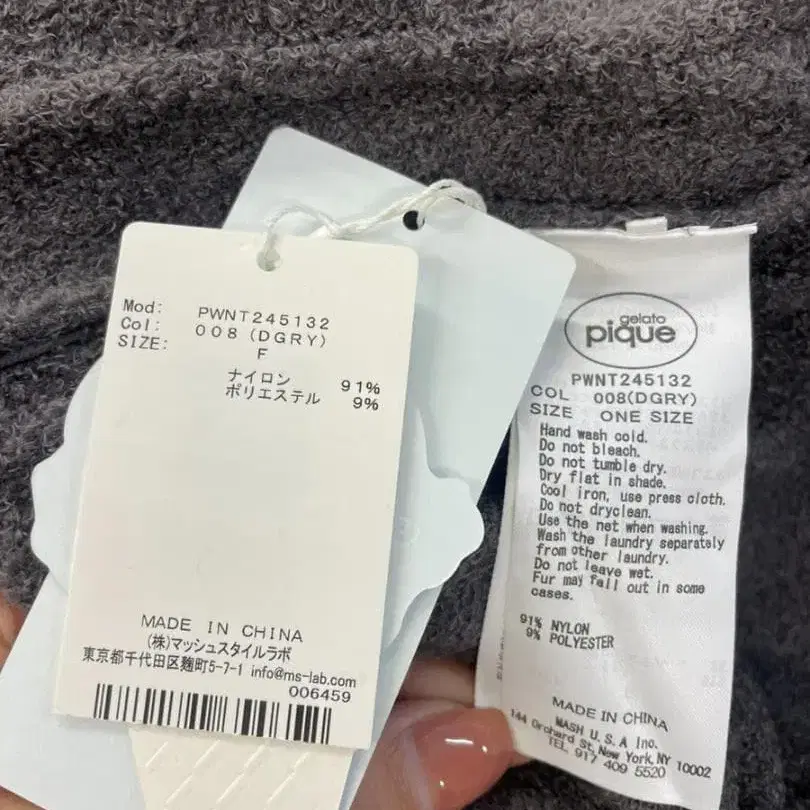 Mod: PWNT245132
Col: 008 (DGRY)
SIZE: F
ナイロン 91%
ポリエステル 9%
MADE IN CHINA
(株)マッシュスタイルラボ
東京都千代田区麹町5-7-1 info@ms-lab.com
006459
gelato
pique
PWNT245132
COL 008(DGRY)
SIZE ONE SIZE
Hand wash cold.
Do not bleach.
Do not tumble dry.
Dry flat in shade.
Cool iron, use press cloth.
Do not dryclean.
Use the net when washing.
Wash the laundry separately
from other laundry.
Do not leave wet.
Fur may fall out in some
cases.
91% NYLON
9% POLYESTER
MADE IN CHINA
MASH U.S.A Inc.
144 Orchard St, New York, NY 10002
TEL 917 409 5520